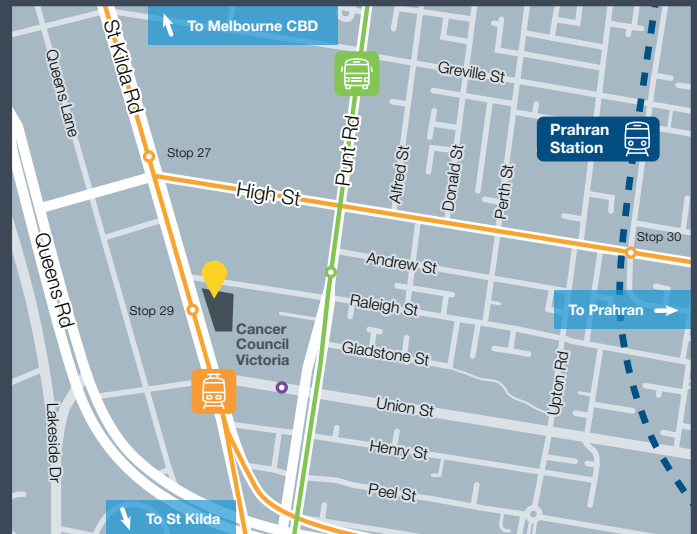 To Melbourne CBD
St Kilda Rd
Queens Lane
Greville St
Prahran
Station
Punt Rd
Stop 27
Alfred St
Donald St
Perth St
High St
Stop 30
Queens Rd
Andrew St
Raleigh St
Stop 29
To Prahran
Cancer
Council
Victoria
Gladstone St
Upton Rd
Union St
Lakeside Dr
Henry St
Peel St
To St Kilda